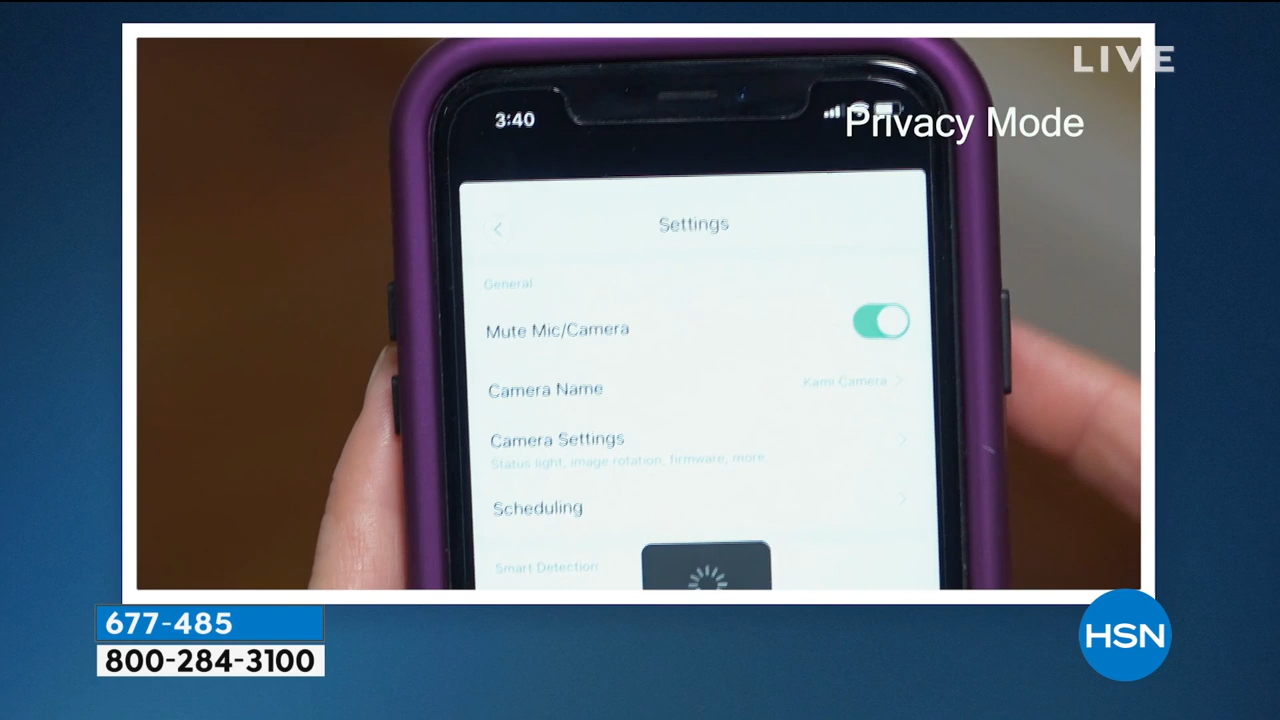 LIVE
3:40
Privacy Mode
Settings
General
Mute Mic/Camera
Camera Name
Kami Camera
Camera Settings
Status light, image rotation, firmware, more
Scheduling
Smart Detection
677-485
800-284-3100
HSN